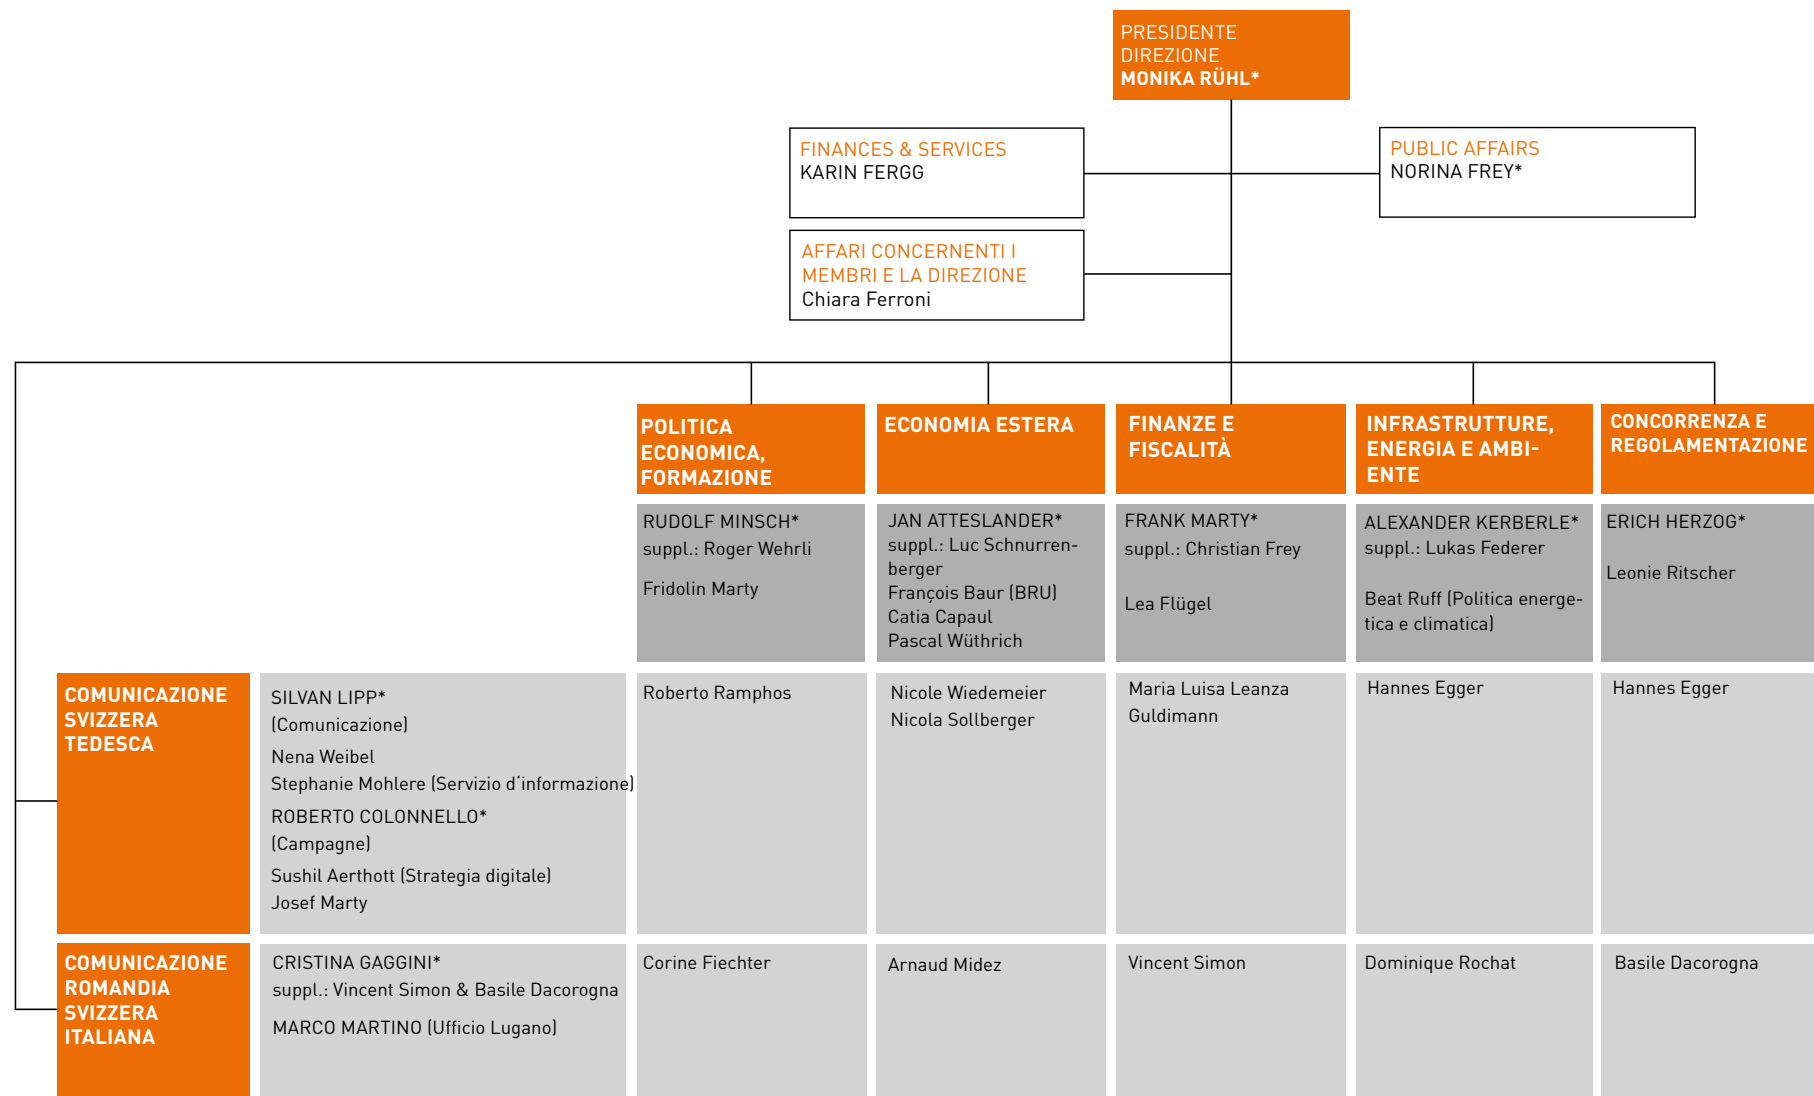 PRESIDENTE
DIREZIONE
MONIKA RÜHL*
FINANCES & SERVICES
KARIN FERGG
PUBLIC AFFAIRS
NORINA FREY*
AFFARI CONCERNENTI I
MEMBRI E LA DIREZIONE
Chiara Ferroni
POLITICA
ECONOMICA,
FORMAZIONE
ECONOMIA ESTERA
FINANZE E
FISCALITÀ
INFRASTRUTTURE,
ENERGIA E AMBI-
ENTE
CONCORRENZA E
REGOLAMENTAZIONE
RUDOLF MINSCH*
suppl.: Roger Wehrli
Fridolin Marty
JAN ATTESLANDER*
suppl.: Luc Schnurren-
berger
François Baur (BRU)
Catia Capaul
Pascal Wüthrich
FRANK MARTY*
suppl.: Christian Frey
Lea Flügel
ALEXANDER KERBERLE*
suppl.: Lukas Federer
Beat Ruff (Politica energe-
tica e climatica)
ERICH HERZOG*
Leonie Ritscher
COMUNICAZIONE
SVIZZERA
TEDESCA
SILVAN LIPP*
(Comunicazione)
Nena Weibel
Stephanie Mohlere (Servizio d'informazione)
ROBERTO COLONNELLO*
(Campagne)
Sushil Aerthott (Strategia digitale)
Josef Marty
Roberto Ramphos
Nicole Wiedemeier
Nicola Sollberger
Maria Luisa Leanza
Guldimann
Hannes Egger
Hannes Egger
COMUNICAZIONE
ROMANDIA
SVIZZERA
ITALIANA
CRISTINA GAGGINI*
suppl.: Vincent Simon & Basile Dacorogna
MARCO MARTINO (Ufficio Lugano)
Corine Fiechter
Arnaud Midez
Vincent Simon
Dominique Rochat
Basile Dacorogna